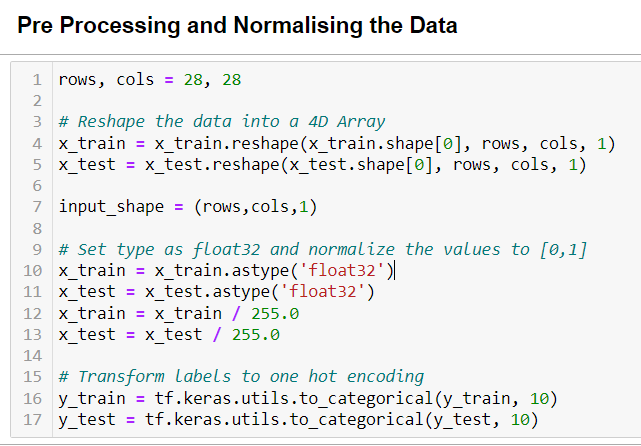 Pre Processing and Normalising the Data
1 rows, cols = 28, 28
2
3 # Reshape the data into a 4D Array
4 x_train = x_train.reshape(x_train.shape[0], rows, cols, 1)
5 x_test = x_test.reshape(x_test.shape[0], rows, cols, 1)
6
7 input_shape = (rows,cols,1)
8
9 # Set type as float32 and normalize the values to [0,1]
10 x_train = x_train.astype('float32')
11 x_test = x_test.astype('float32')
12 x_train = x_train / 255.0
13 x_test = x_test / 255.0
14
15 # Transform labels to one hot encoding
16 y_train = tf.keras.utils.to_categorical(y_train, 10)
17 y_test = tf.keras.utils.to_categorical(y_test, 10)